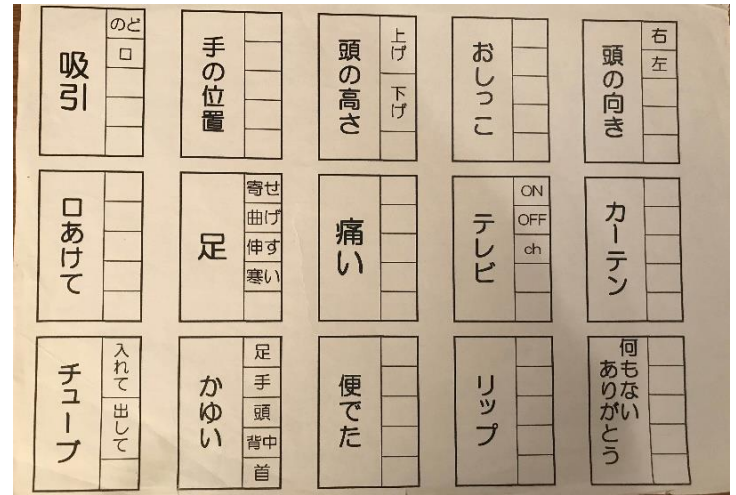 頭の向き
右
左
おしっこ
頭の高さ
上げ
下げ
手の位置
吸引
のど
口
カーテン
テレビ
ON
OFF
ch
痛い
足
寄せ
曲げ
伸す
寒い
口あけて
何もない
ありがとう
リップ
便でた
かゆい
足
手
頭
背中
首
チューブ
入れて
出して